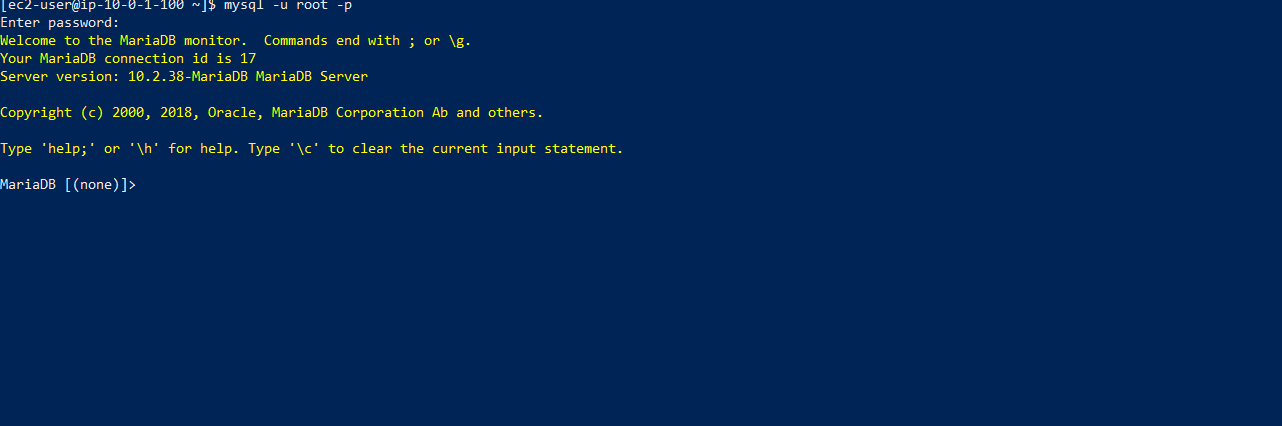 [ec2-user@ip-10-0-1-100 ~]$ mysql -u root -p
Enter password:
Welcome to the MariaDB monitor.  Commands end with ; or \g.
Your MariaDB connection id is 17
Server version: 10.2.38-MariaDB MariaDB Server
Copyright (c) 2000, 2018, Oracle, MariaDB Corporation Ab and others.
Type 'help;' or '\h' for help. Type '\c' to clear the current input statement.
MariaDB [(none)]>